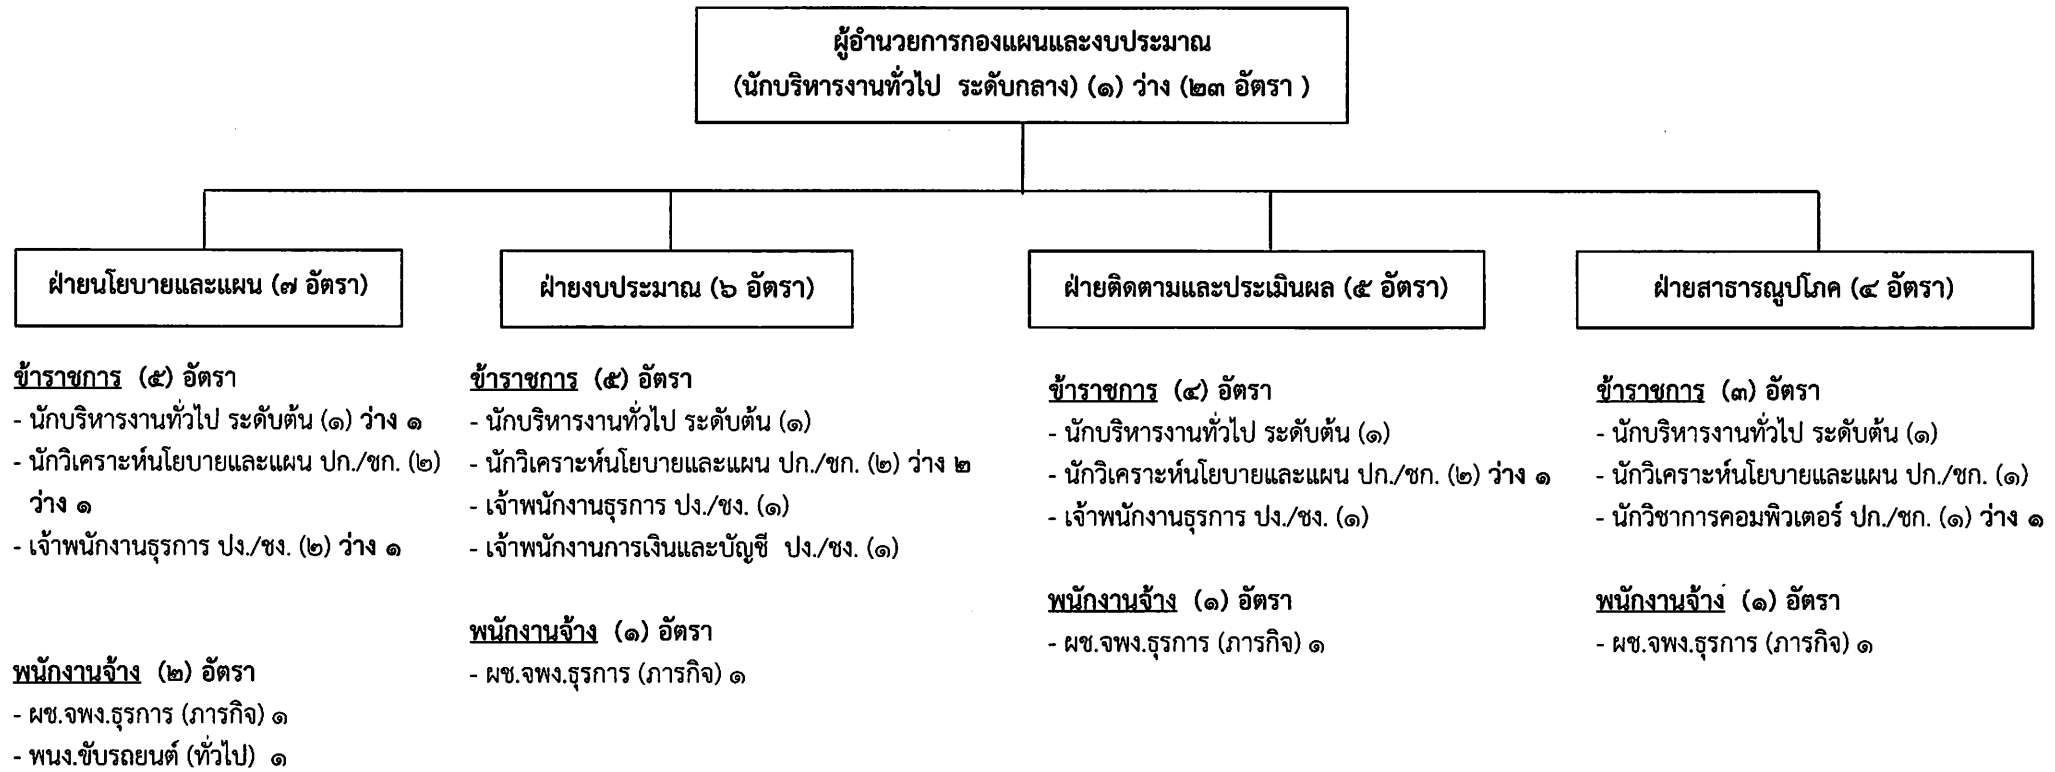 ผู้อำนวยการกองแผนและงบประมาณ
(นักบริหารงานทั่วไป ระดับกลาง) (๑) ว่าง (๒๓ อัตรา )
ฝ่ายนโยบายและแผน (๗ อัตรา)
ข้าราชการ (๕) อัตรา
- นักบริหารงานทั่วไป ระดับต้น (๑) ว่าง ๑
- นักวิเคราะห์นโยบายและแผน ปก./ชก. (๒)
ว่าง ๑
- เจ้าพนักงานธุรการ ปง./ชง. (๒) ว่าง ๑
พนักงานจ้าง (๒) อัตรา
- ผช.จพง.ธุรการ (ภารกิจ) ๑
- พนง.ขับรถยนต์ (ทั่วไป) ๑
ฝ่ายงบประมาณ (๖ อัตรา)
ข้าราชการ (๕) อัตรา
- นักบริหารงานทั่วไป ระดับต้น (๑)
- นักวิเคราะห์นโยบายและแผน ปก./ชก. (๒) ว่าง ๒
- เจ้าพนักงานธุรการ ปง./ชง. (๑)
- เจ้าพนักงานการเงินและบัญชี ปง./ชง. (๑)
พนักงานจ้าง (๑) อัตรา
- ผช.จพง.ธุรการ (ภารกิจ) ๑
ฝ่ายติดตามและประเมินผล (๕ อัตรา)
ข้าราชการ (๔) อัตรา
- นักบริหารงานทั่วไป ระดับต้น (๑)
- นักวิเคราะห์นโยบายและแผน ปก./ชก. (๒) ว่าง ๑
- เจ้าพนักงานธุรการ ปง./ชง. (๑)
พนักงานจ้าง (๑) อัตรา
- ผช.จพง.ธุรการ (ภารกิจ) ๑
ฝ่ายสาธารณูปโภค (๔ อัตรา)
ข้าราชการ (๓) อัตรา
- นักบริหารงานทั่วไป ระดับต้น (๑)
- นักวิเคราะห์นโยบายและแผน ปก./ชก. (๑)
- นักวิชาการคอมพิวเตอร์ ปก./ชก. (๑) ว่าง ๑
พนักงานจ้าง (๑) อัตรา
- ผช.จพง.ธุรการ (ภารกิจ) ๑